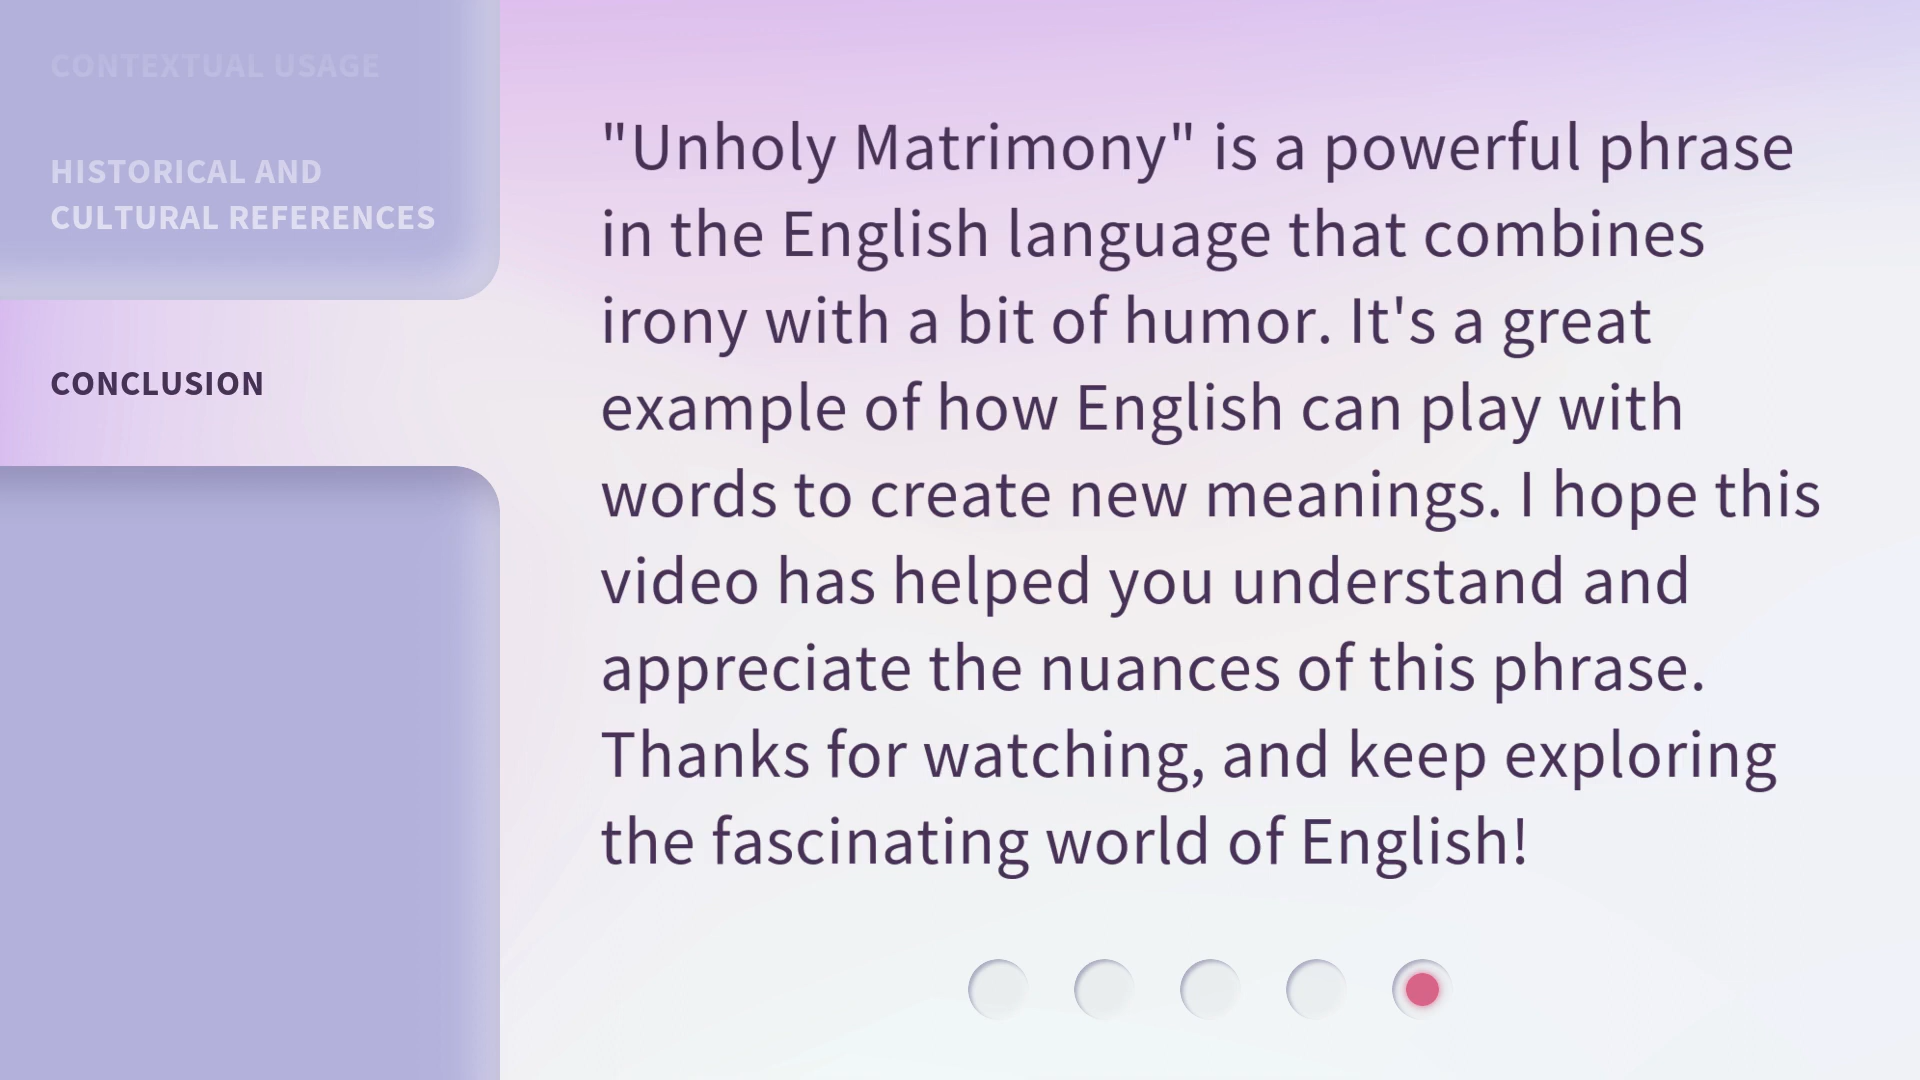 CONTEXTUAL USAGE
HISTORICAL AND
CULTURAL REFERENCES
CONCLUSION
"Unholy Matrimony" is a powerful phrase
in the English language that combines
irony with a bit of humor. It's a great
example of how English can play with
words to create new meanings. I hope this
video has helped you understand and
appreciate the nuances of this phrase.
Thanks for watching, and keep exploring
the fascinating world of English!